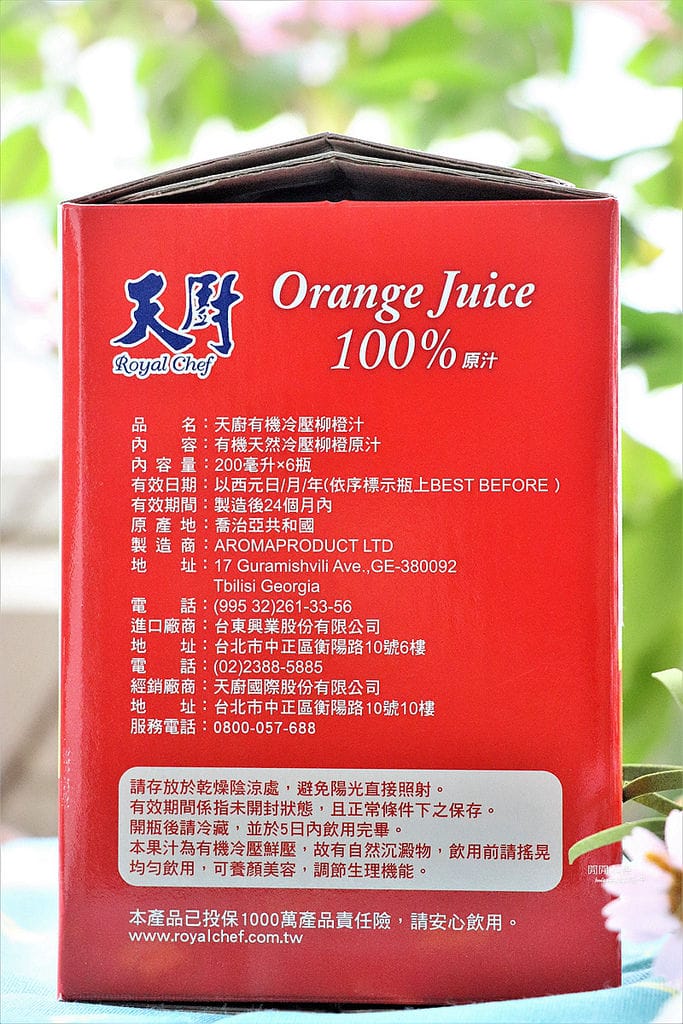 天廚
Royal Chef
Orange Juice
100% 原汁
品名：天廚有機冷壓柳橙汁
內容：有機天然冷壓柳橙原汁
內容量：200毫升×6瓶
有效日期：以西元日/月/年(依序標示瓶上BEST BEFORE )
有效期間：製造後24個月內
原產地：喬治亞共和國
製造商：AROMAPRODUCT LTD
地址：17 Guramishvili Ave.,GE-380092
Tbilisi Georgia
電話：(995 32)261-33-56
進口廠商：台東興業股份有限公司
地址：台北市中正區衡陽路10號6樓
電話：(02)2388-5885
經銷廠商：天廚國際股份有限公司
地址：台北市中正區衡陽路10號10樓
服務電話：0800-057-688
請存放於乾燥陰涼處，避免陽光直接照射。
有效期間係指未開封狀態，且正常條件下之保存。
開瓶後請冷藏，並於5日內飲用完畢。
本果汁為有機冷壓鮮壓，故有自然沉澱物，飲用前請搖晃
均勻飲用，可養顏美容，調節生理機能。
本產品已投保1000萬產品責任險，請安心飲用。
www.royalchef.com.tw